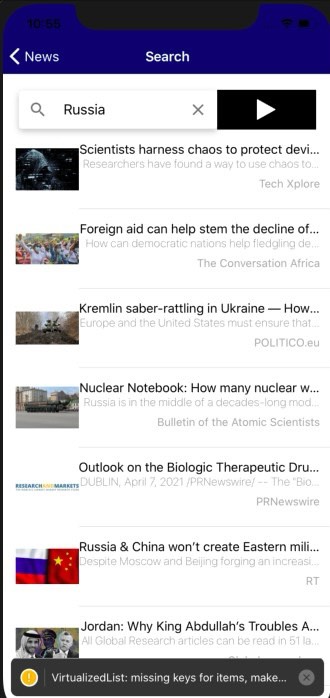 10:55
News
Search
Russia
Scientists harness chaos to protect devi...
Researchers have found a way to use chaos to...
Tech Xplore
Foreign aid can help stem the decline of...
How can democratic nations help fledgling de...
The Conversation Africa
Kremlin saber-rattling in Ukraine — How...
Europe and the United States must ensure that...
POLITICO.eu
Nuclear Notebook: How many nuclear w...
Russia is in the middle of a decades-long mod...
Bulletin of the Atomic Scientists
Outlook on the Biologic Therapeutic Dru...
DUBLIN, April 7, 2021 /PRNewswire/ -- The "Bio...
RESEARCHANDMARKETS
PRNewswire
Russia & China won't create Eastern mili...
Despite Moscow and Beijing forging an increasi...
RT
Jordan: Why King Abdullah's Troubles A...
All Global Research articles can be read in 51 la...
VirtualizedList: missing keys for items, make...